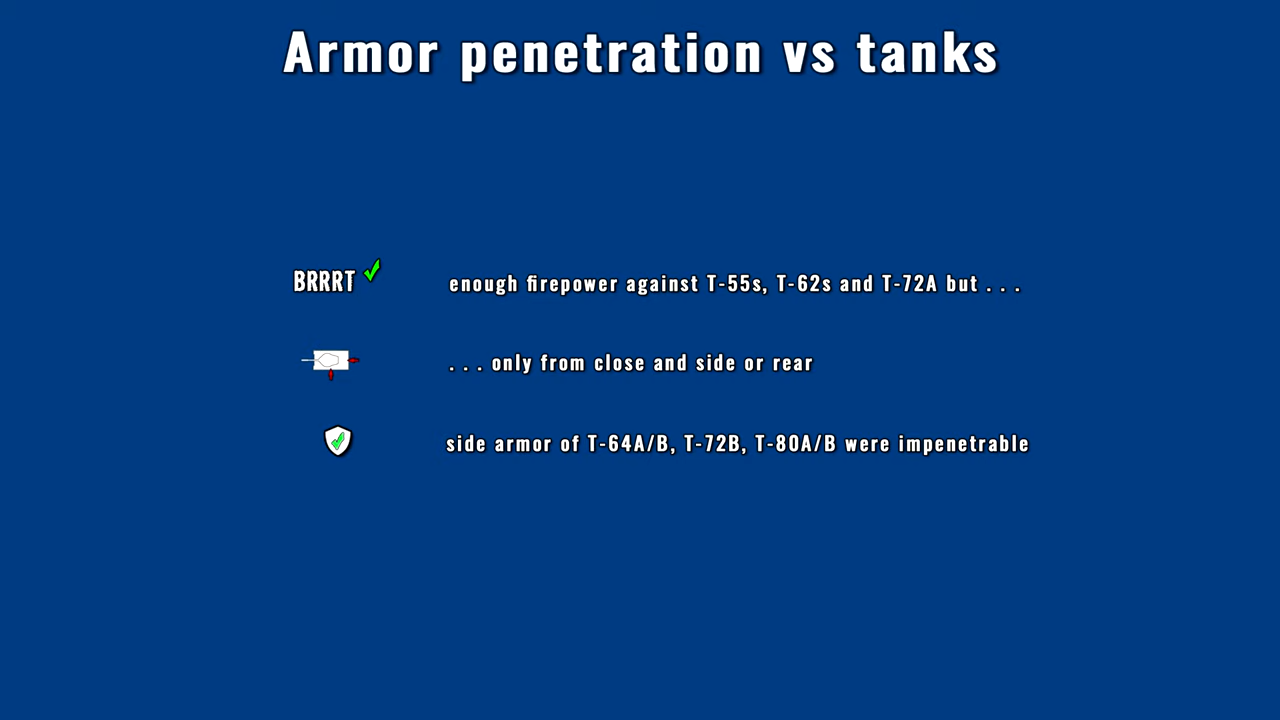 Armor penetration vs tanks
BRRRT enough firepower against T-55s, T-62s and T-72A but . . .
. . . only from close and side or rear
side armor of T-64A/B, T-72B, T-80A/B were impenetrable